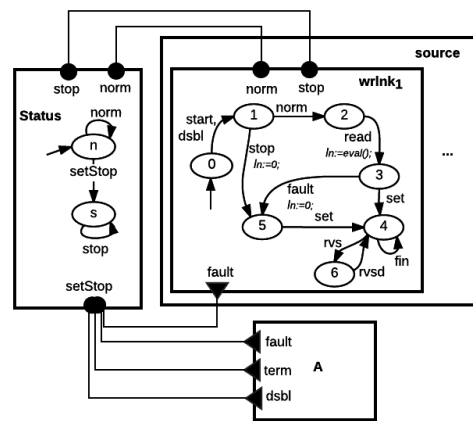 source
stop
norm
norm
stop
wrlnk1
Status
norm
n
setStop
s
stop
setStop
start,
dsbl
0
1
norm
2
read
ln:=eval();
stop
ln:=0;
3
fault
ln:=0;
set
5
set
4
rvs
6
rvsd
fin
...
fault
fault
term
dsbl
A